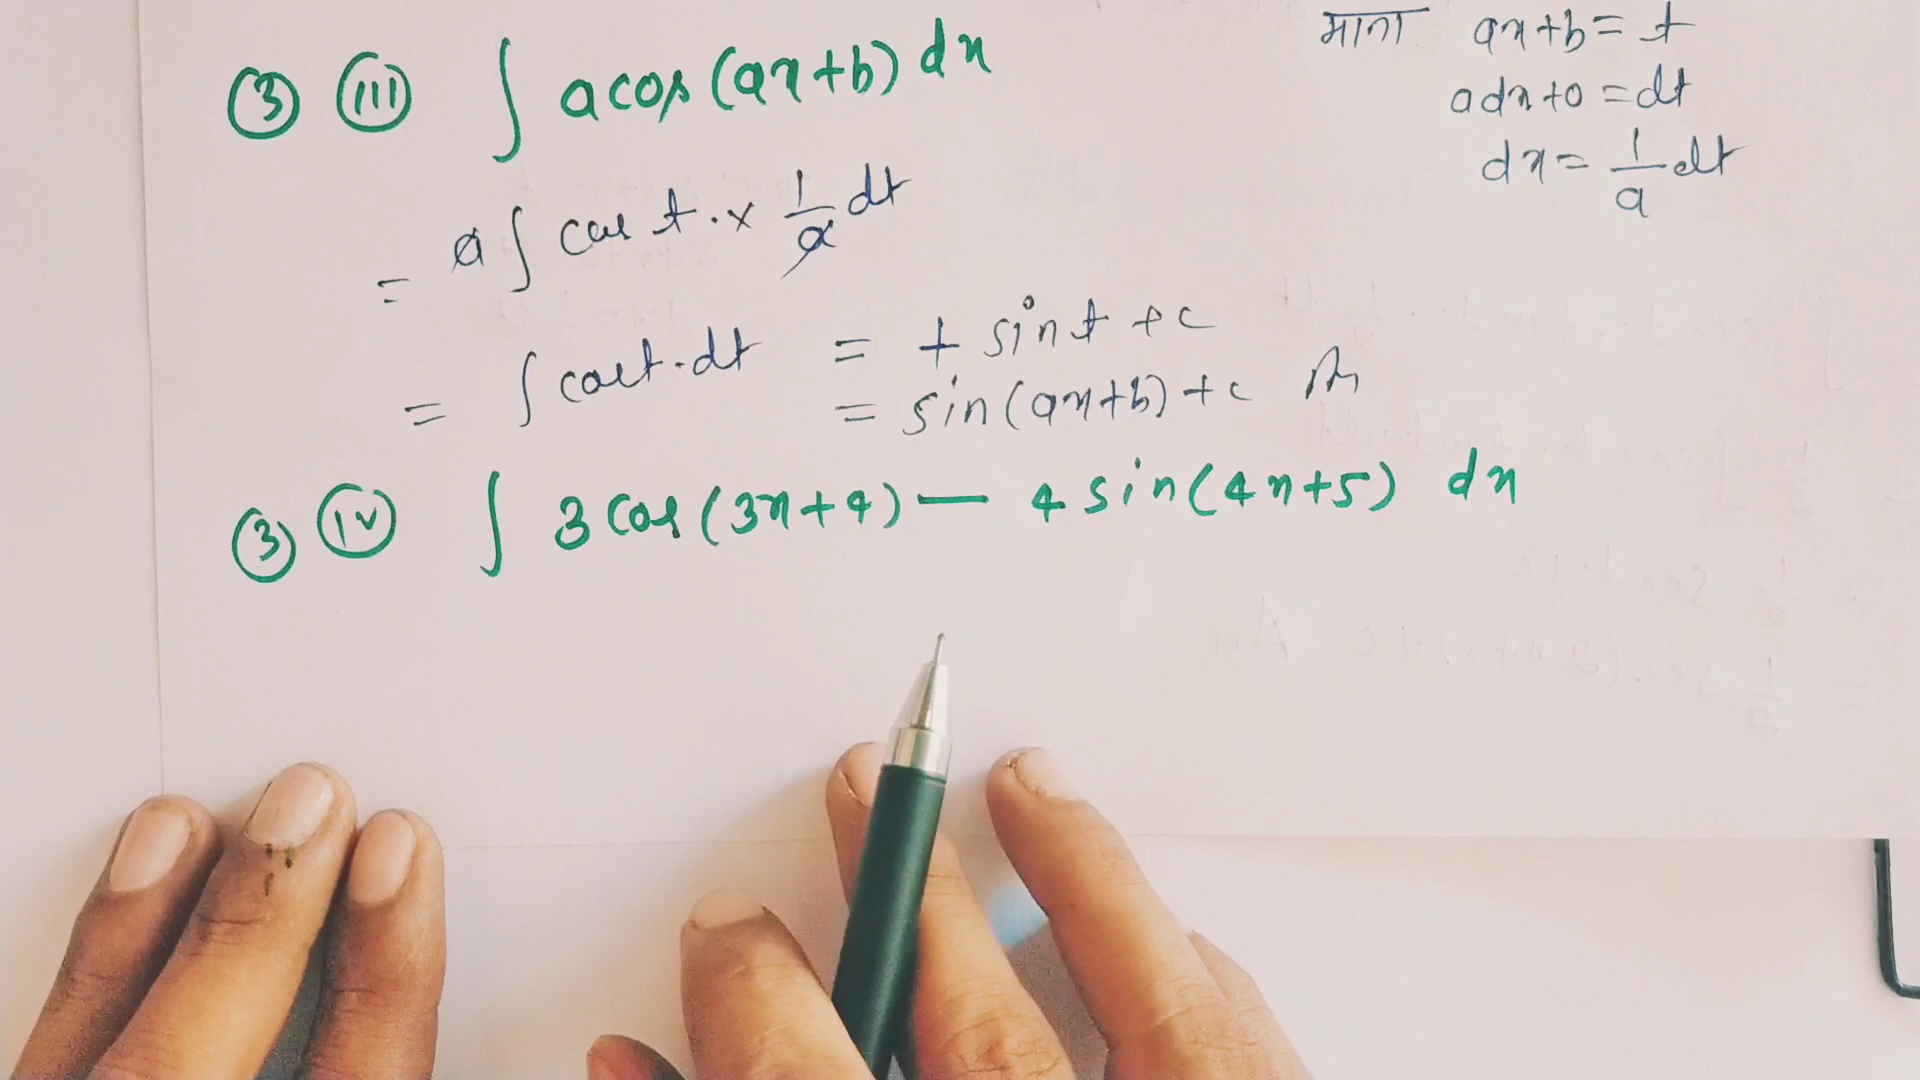 ③ (iii) ∫ a cos (ax+b) dx
माना ax+b = t
adx+0 = dt
dx = 1/a dt
= a ∫ cos t . × 1/a dt
= ∫ cos t . dt = + sin t + c
= sin (ax+b) + c
③ (iv) ∫ 3 cos (3x+4) — 4 sin (4x+5) dx